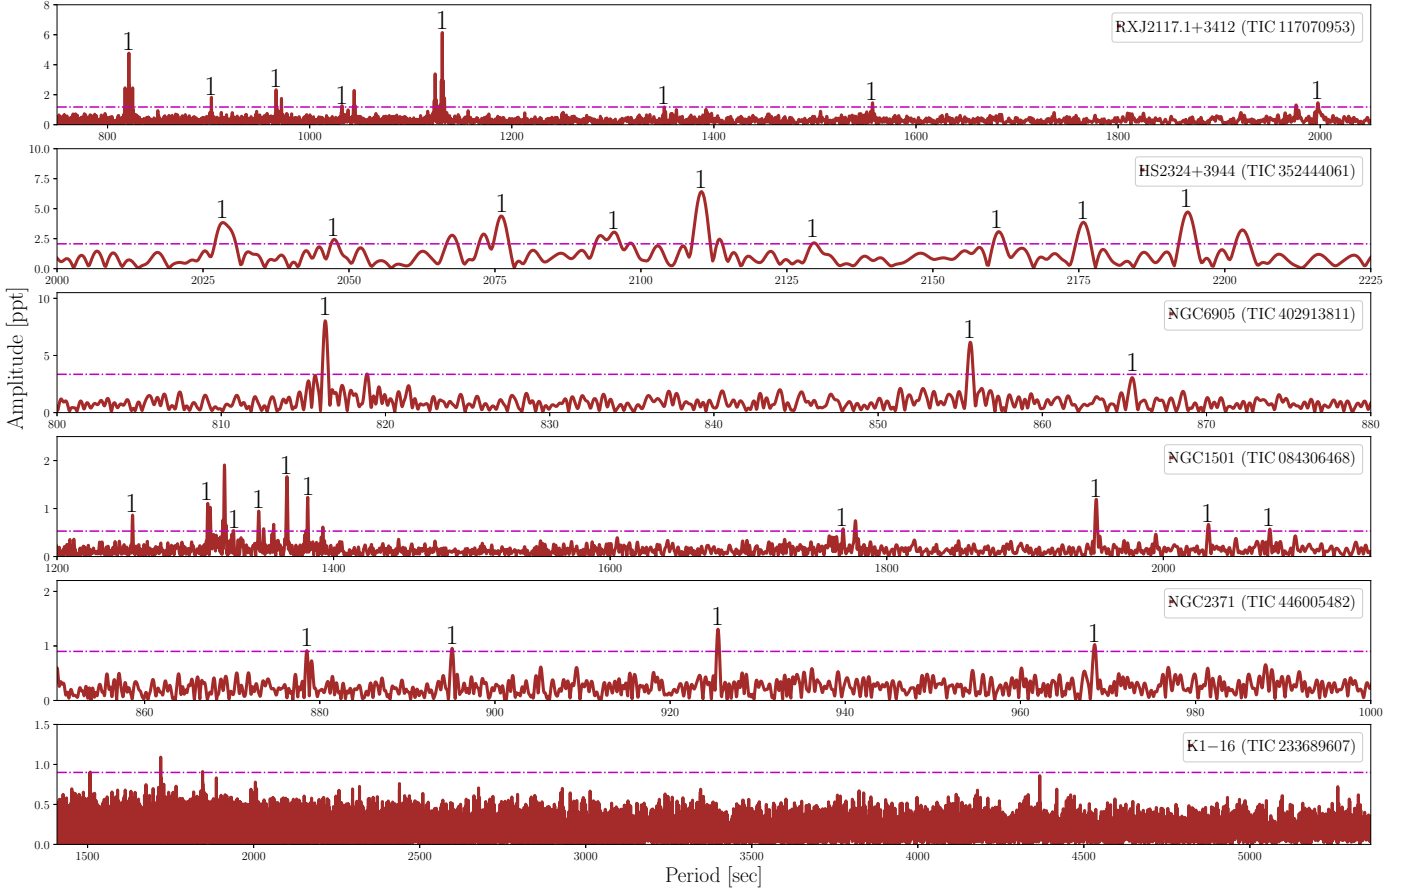 8
6
4
2
0
1 1 1 1 1 1 1 1
RXJ2117.1+3412 (TIC 117070953)
800 1000 1200 1400 1600 1800 2000
10.0
7.5
5.0
2.5
0.0
1 1 1 1 1 1 1 1 1
HS2324+3944 (TIC 352444061)
2000 2025 2050 2075 2100 2125 2150 2175 2200 2225
Amplitude [ppt]
10
5
0
1 1 1
NGC6905 (TIC 402913811)
800 810 820 830 840 850 860 870 880
2
1
0
1 1 1 1 1 1 1 1 1 1
NGC1501 (TIC 084306468)
1200 1400 1600 1800 2000
2
1
0
1 1 1 1
NGC2371 (TIC 446005482)
860 880 900 920 940 960 980 1000
1.5
1.0
0.5
0.0
K1−16 (TIC 233689607)
1500 2000 2500 3000 3500 4000 4500 5000
Period [sec]